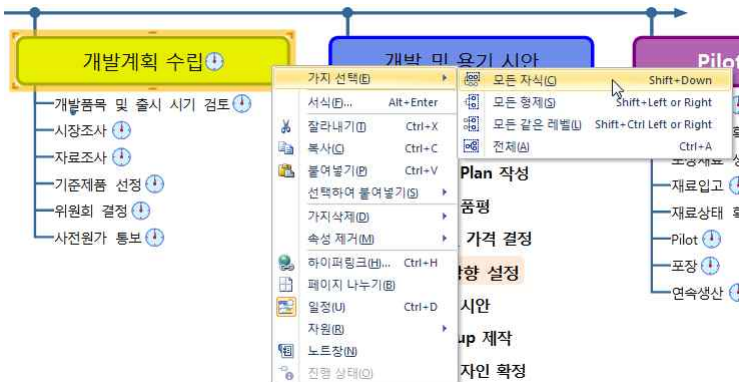 개발계획 수립
개발 및 용기 시안
Pilot
개발품목 및 출시 시기 검토
시장조사
자료조사
기준제품 선정
위원회 결정
사전원가 통보
가지 선택(E)
서식(F)... Alt+Enter
잘라내기(T) Ctrl+X
복사(C) Ctrl+C
붙여넣기(P) Ctrl+V
선택하여 붙여넣기(S)
가지삭제(D)
속성 제거(M)
하이퍼링크(H)... Ctrl+H
페이지 나누기(B)
일정(U) Ctrl+D
자원(R)
노트창(N)
진행 상태(O)
모든 자식(C) Shift+Down
모든 형제(S) Shift+Left or Right
모든 같은 레벨(L) Shift+Ctrl Left or Right
전체(A) Ctrl+A
Plan 작성
품평
가격 결정
향 설정
시안
up 제작
자인 확정
재료입고
재료상태
Pilot
포장
연속생산